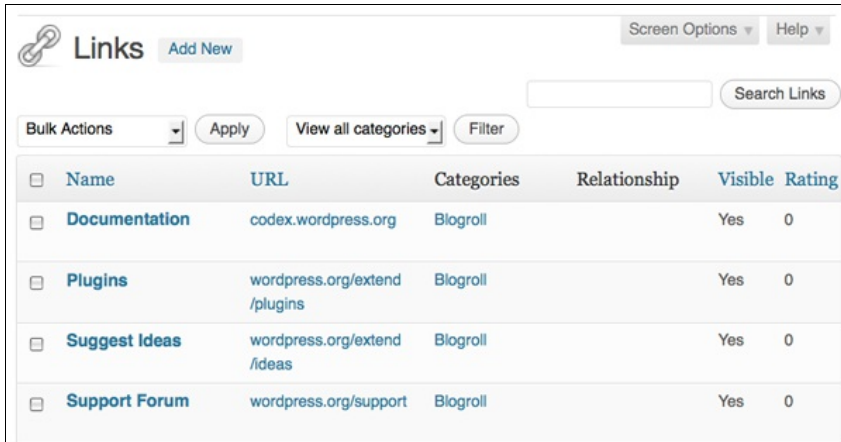 Screen Options Help
Links Add New
Search Links
Bulk Actions Apply View all categories Filter
Name URL Categories Relationship Visible Rating
Documentation codex.wordpress.org Blogroll Yes 0
Plugins wordpress.org/extend Blogroll Yes 0
/plugins
Suggest Ideas wordpress.org/extend Blogroll Yes 0
/ideas
Support Forum wordpress.org/support Blogroll Yes 0